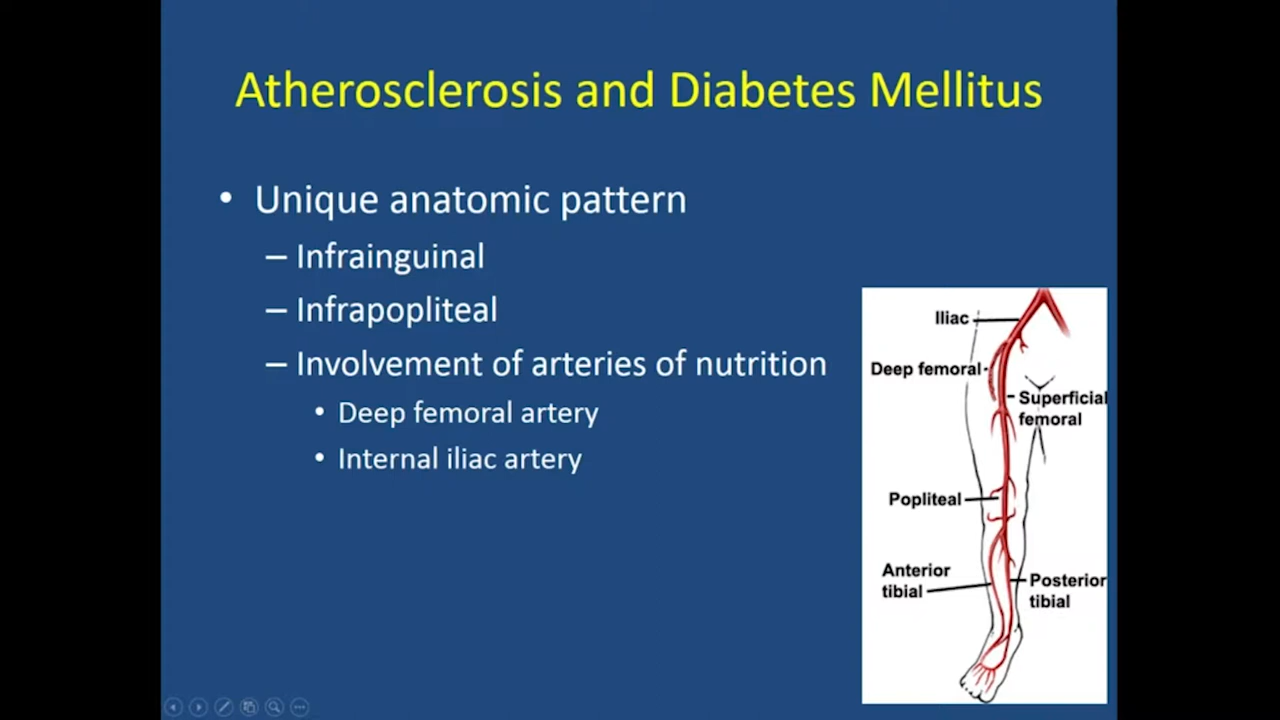 Atherosclerosis and Diabetes Mellitus
• Unique anatomic pattern
– Infrainguinal
– Infrapopliteal
– Involvement of arteries of nutrition
• Deep femoral artery
• Internal iliac artery
Iliac
Deep femoral
Superficial
femoral
Popliteal
Anterior
tibial
Posterior
tibial